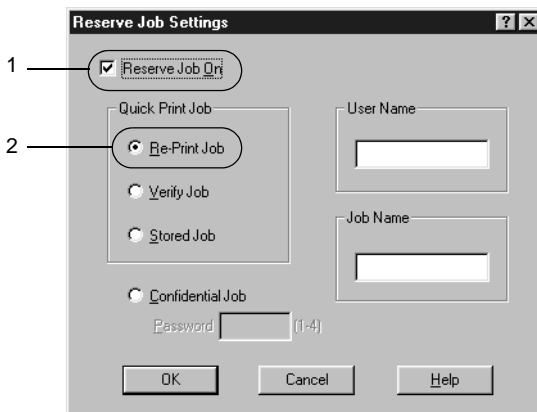 Reserve Job Settings
1
Reserve Job On
Quick Print Job
User Name
2
Re-Print Job
Verify Job
Job Name
Stored Job
Confidential Job
Password
(1-4)
OK
Cancel
Help